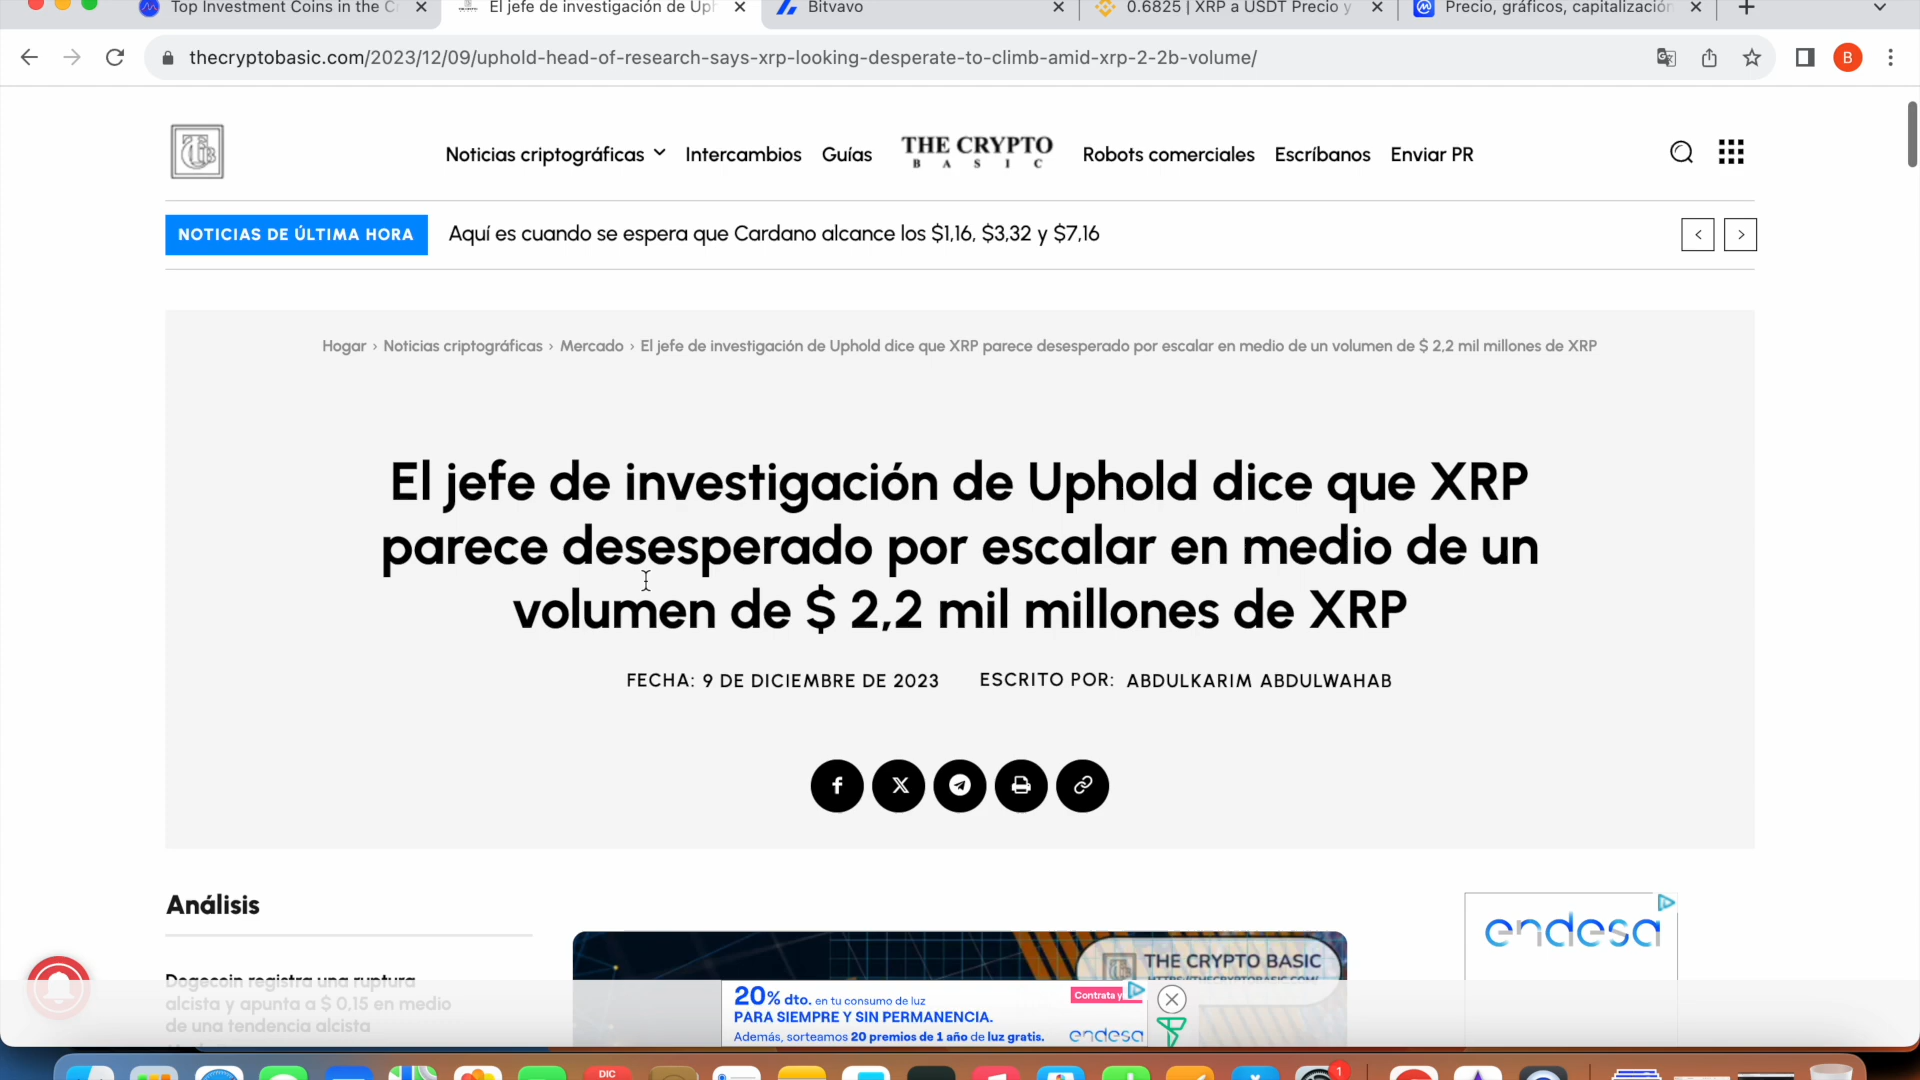 Top Investment Coins in the C
El jefe de investigación de Uph
Bitvavo
0.6825 | XRP a USDT Precio y
Precio, gráficos, capitalización
thecryptobasic.com/2023/12/09/uphold-head-of-research-says-xrp-looking-desperate-to-climb-amid-xrp-2-2b-volume/
B
Noticias criptográficas
Intercambios
Guías
THE CRYPTO
BASIC
Robots comerciales
Escríbanos
Enviar PR
NOTICIAS DE ÚLTIMA HORA
Aquí es cuando se espera que Cardano alcance los $1,16, $3,32 y $7,16
Hogar › Noticias criptográficas › Mercado › El jefe de investigación de Uphold dice que XRP parece desesperado por escalar en medio de un volumen de $ 2,2 mil millones de XRP
El jefe de investigación de Uphold dice que XRP
parece desesperado por escalar en medio de un
volumen de $ 2,2 mil millones de XRP
FECHA: 9 DE DICIEMBRE DE 2023
ESCRITO POR: ABDULKARIM ABDULWAHAB
Análisis
Dogecoin registra una ruptura
alcista y apunta a $ 0,15 en medio
de una tendencia alcista
THE CRYPTO BASIC
endesa
20% dto. en tu consumo de luz
PARA SIEMPRE Y SIN PERMANENCIA.
Además, sorteamos 20 premios de 1 año de luz gratis.
Contrata y
endesa
DIC
1